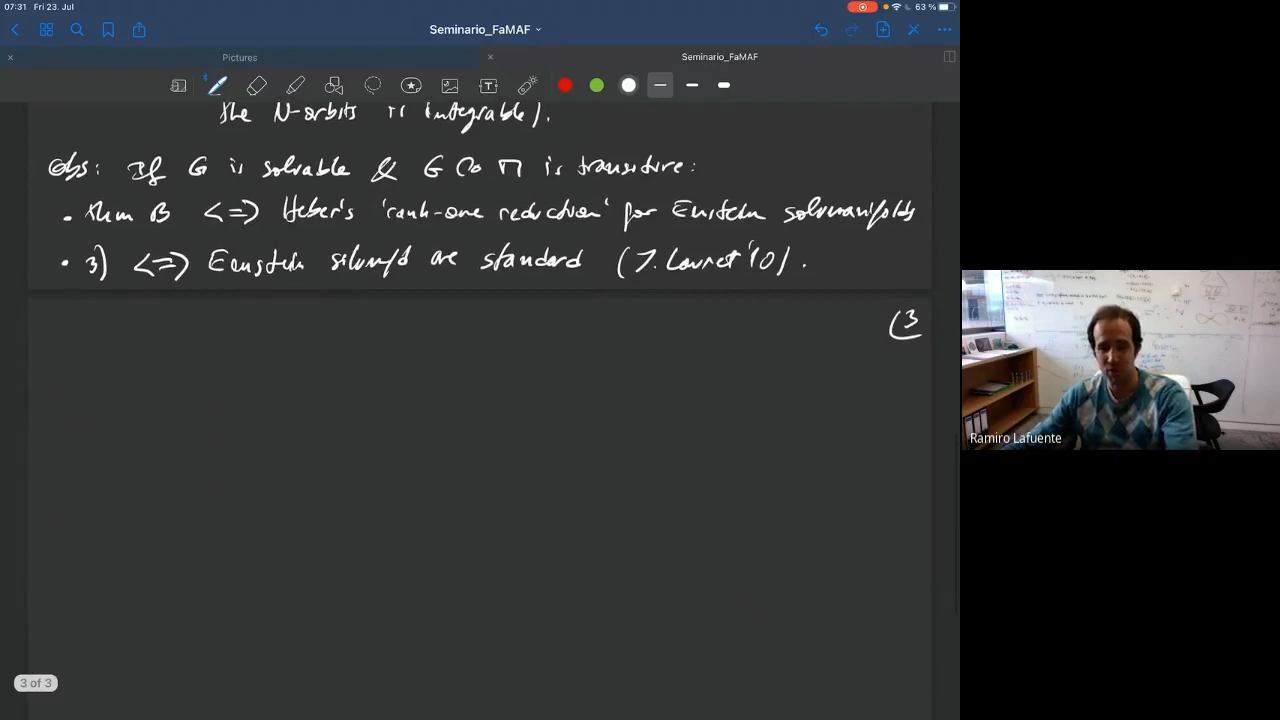 07:31 Fri 23. Jul
63 %
Seminario_FaMAF
Pictures
Seminario_FaMAF
the N-orbits is integrable).
Obs: If G is solvable & G ↷ M is transitive:
• thm B <=> Heber's 'rank-one reduction' for Einstein solvmanifolds
• 3) <=> Einstein solvmf'd are standard (J. Lauret '10).
(3
Ramiro Lafuente
3 of 3